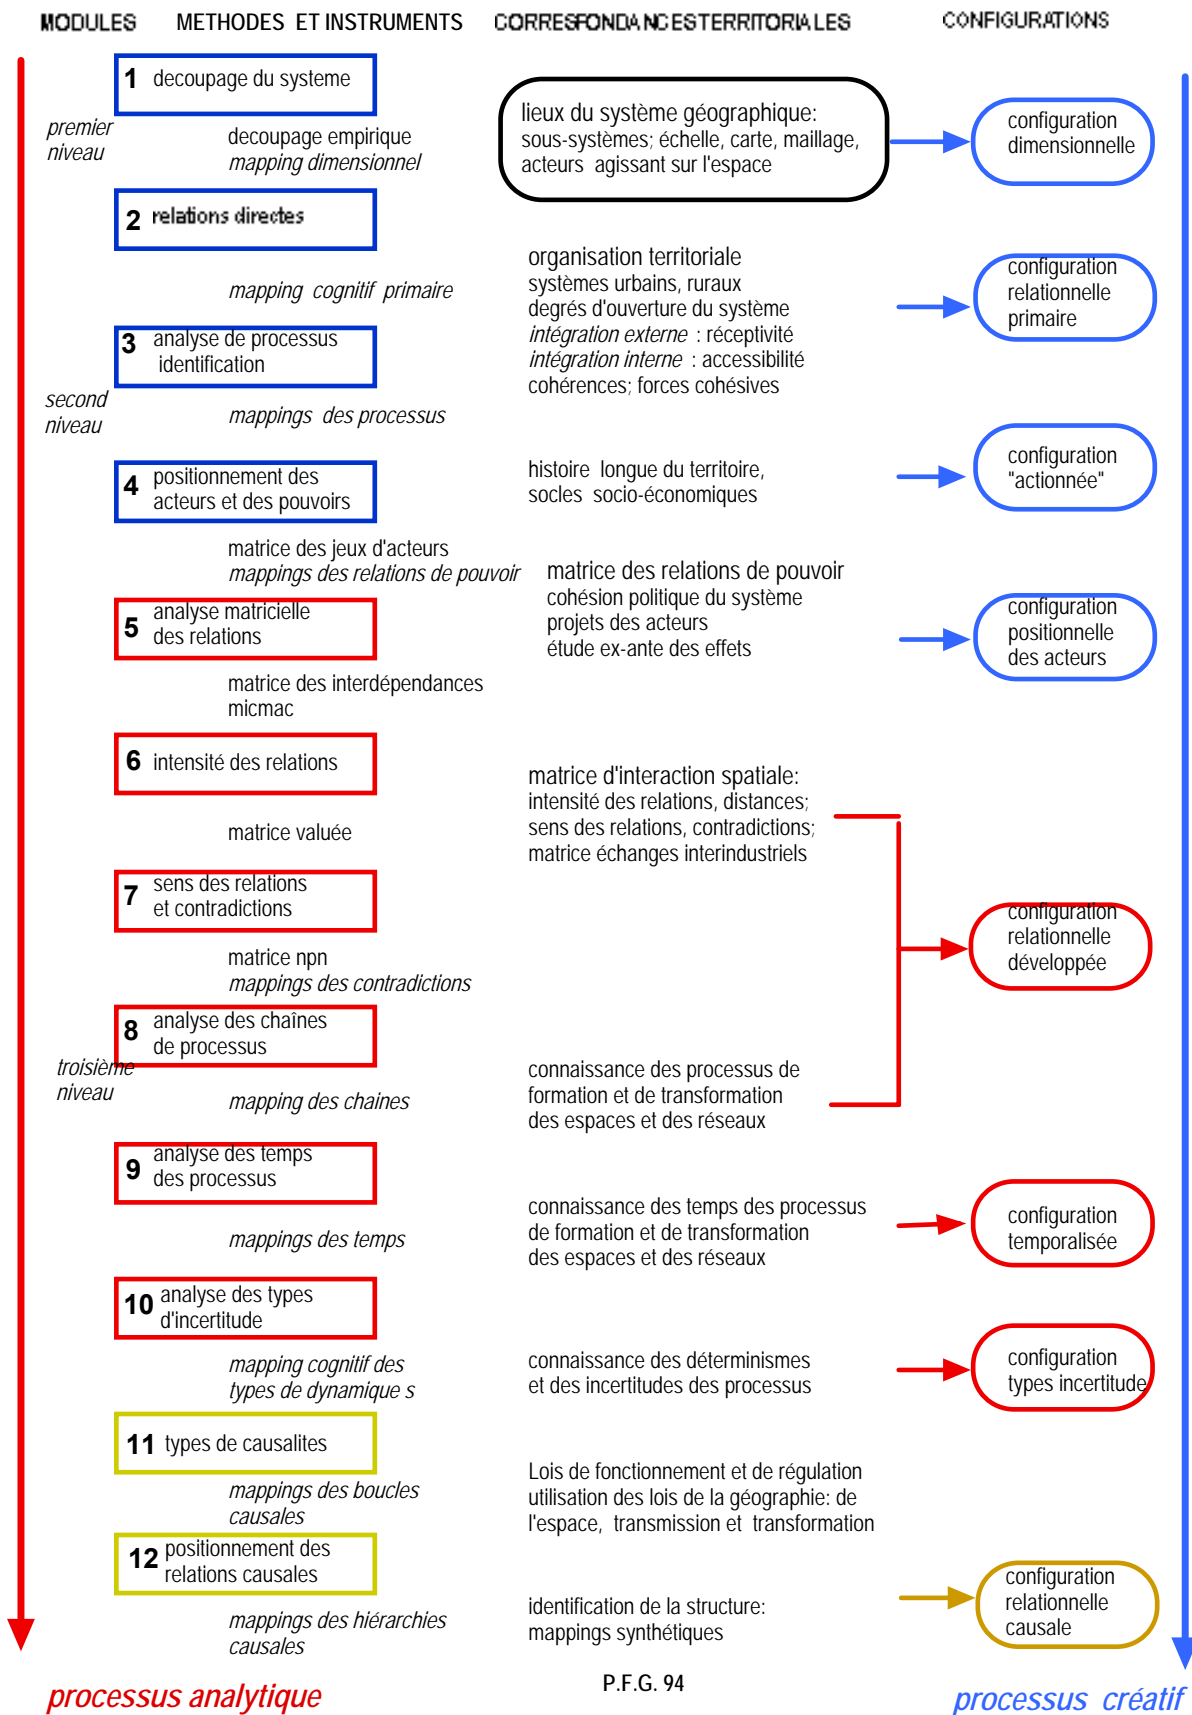 MODULES
METHODES ET INSTRUMENTS
CORRESFONDANCES TERRITORIALES
CONFIGURATIONS
1 decoupage du systeme
premier
niveau
decoupage empirique
mapping dimensionnel
lieux du système géographique:
sous-systèmes; échelle, carte, maillage,
acteurs agissant sur l'espace
configuration
dimensionnelle
2 relations directes
mapping cognitif primaire
organisation territoriale
systèmes urbains, ruraux
degrés d'ouverture du système
intégration externe : réceptivité
intégration interne : accessibilité
cohérences; forces cohésives
configuration
relationnelle
primaire
3 analyse de processus
identification
second
niveau
mappings des processus
4 positionnement des
acteurs et des pouvoirs
histoire longue du territoire,
socles socio-économiques
configuration
"actionnée"
matrice des jeux d'acteurs
mappings des relations de pouvoir
matrice des relations de pouvoir
cohésion politique du système
projets des acteurs
étude ex-ante des effets
configuration
positionnelle
des acteurs
5 analyse matricielle
des relations
matrice des interdépendances
micmac
6 intensité des relations
matrice valuée
matrice d'interaction spatiale:
intensité des relations, distances;
sens des relations, contradictions;
matrice échanges interindustriels
7 sens des relations
et contradictions
configuration
relationnelle
développée
matrice npn
mappings des contradictions
8 analyse des chaînes
de processus
troisième
niveau
mapping des chaines
connaissance des processus de
formation et de transformation
des espaces et des réseaux
9 analyse des temps
des processus
mappings des temps
connaissance des temps des processus
de formation et de transformation
des espaces et des réseaux
configuration
temporalisée
10 analyse des types
d'incertitude
mapping cognitif des
types de dynamique s
connaissance des déterminismes
et des incertitudes des processus
configuration
types incertitude
11 types de causalites
mappings des boucles
causales
Lois de fonctionnement et de régulation
utilisation des lois de la géographie: de
l'espace, transmission et transformation
12 positionnement des
relations causales
mappings des hiérarchies
causales
identification de la structure:
mappings synthétiques
configuration
relationnelle
causale
processus analytique
P.F.G. 94
processus créatif